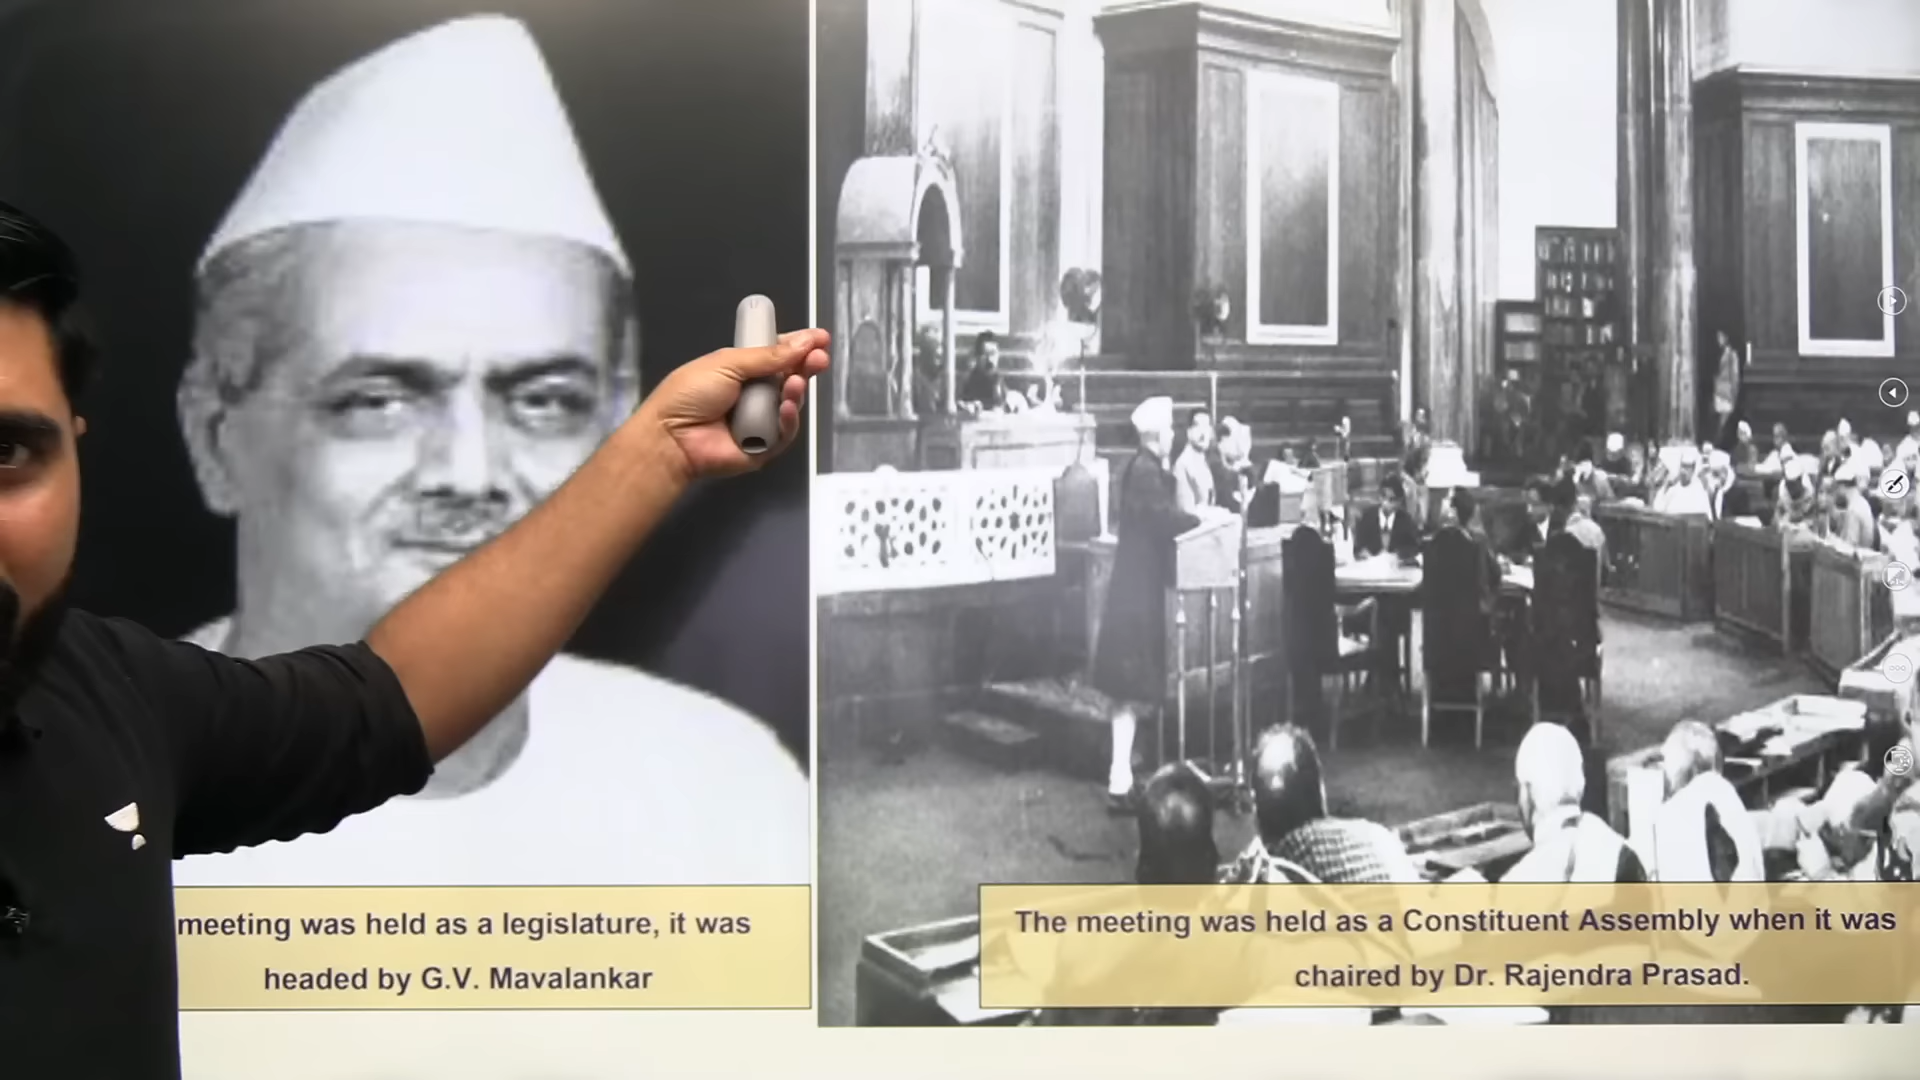 meeting was held as a legislature, it was
headed by G.V. Mavalankar
The meeting was held as a Constituent Assembly when it was
chaired by Dr. Rajendra Prasad.